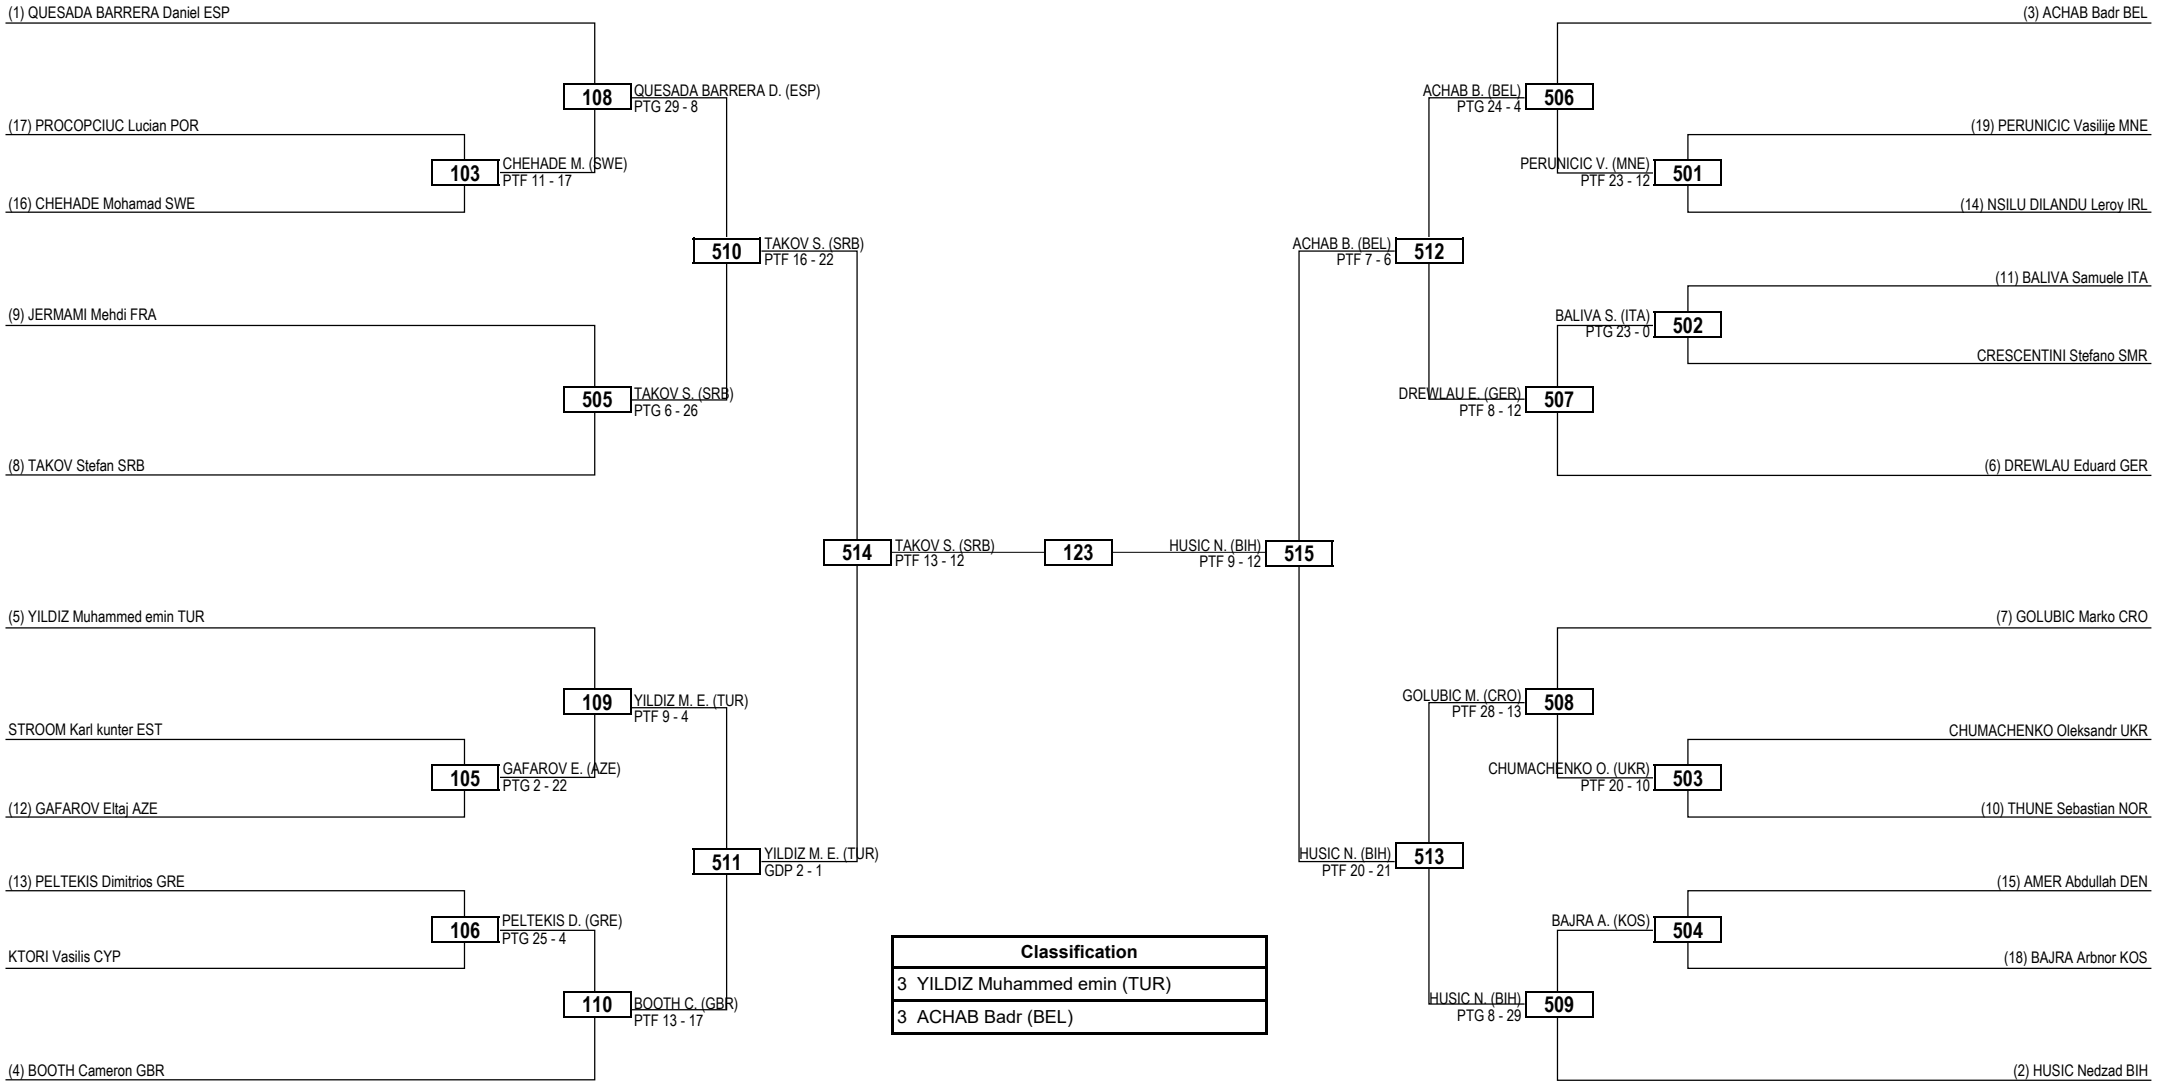 (1) QUESADA BARRERA Daniel ESP
108
QUESADA BARRERA D. (ESP)
PTG 29 - 8
(17) PROCOPCIUC Lucian POR
103
CHEHADE M. (SWE)
PTF 11 - 17
(16) CHEHADE Mohamad SWE
510
TAKOV S. (SRB)
PTF 16 - 22
(9) JERMAMI Mehdi FRA
505
TAKOV S. (SRB)
PTG 6 - 26
(8) TAKOV Stefan SRB
514
TAKOV S. (SRB)
PTF 13 - 12
(5) YILDIZ Muhammed emin TUR
109
YILDIZ M. E. (TUR)
PTF 9 - 4
STROOM Karl kunter EST
105
GAFAROV E. (AZE)
PTG 2 - 22
(12) GAFAROV Eltaj AZE
511
YILDIZ M. E. (TUR)
GDP 2 - 1
(13) PELTEKIS Dimitrios GRE
106
PELTEKIS D. (GRE)
PTG 25 - 4
KTORI Vasilis CYP
110
BOOTH C. (GBR)
PTF 13 - 17
(4) BOOTH Cameron GBR
123
(3) ACHAB Badr BEL
ACHAB B. (BEL)
PTG 24 - 4
506
(19) PERUNICIC Vasilije MNE
PERUNICIC V. (MNE)
PTF 23 - 12
501
(14) NSILU DILANDU Leroy IRL
ACHAB B. (BEL)
PTF 7 - 6
512
(11) BALIVA Samuele ITA
BALIVA S. (ITA)
PTG 23 - 0
502
CRESCENTINI Stefano SMR
DREWLAU E. (GER)
PTF 8 - 12
507
(6) DREWLAU Eduard GER
HUSIC N. (BIH)
PTF 9 - 12
515
(7) GOLUBIC Marko CRO
GOLUBIC M. (CRO)
PTF 28 - 13
508
CHUMACHENKO Oleksandr UKR
CHUMACHENKO O. (UKR)
PTF 20 - 10
503
(10) THUNE Sebastian NOR
HUSIC N. (BIH)
PTF 20 - 21
513
(15) AMER Abdullah DEN
BAJRA A. (KOS)
504
(18) BAJRA Arbnor KOS
HUSIC N. (BIH)
PTG 8 - 29
509
(2) HUSIC Nedzad BIH
Classification
3 YILDIZ Muhammed emin (TUR)
3 ACHAB Badr (BEL)